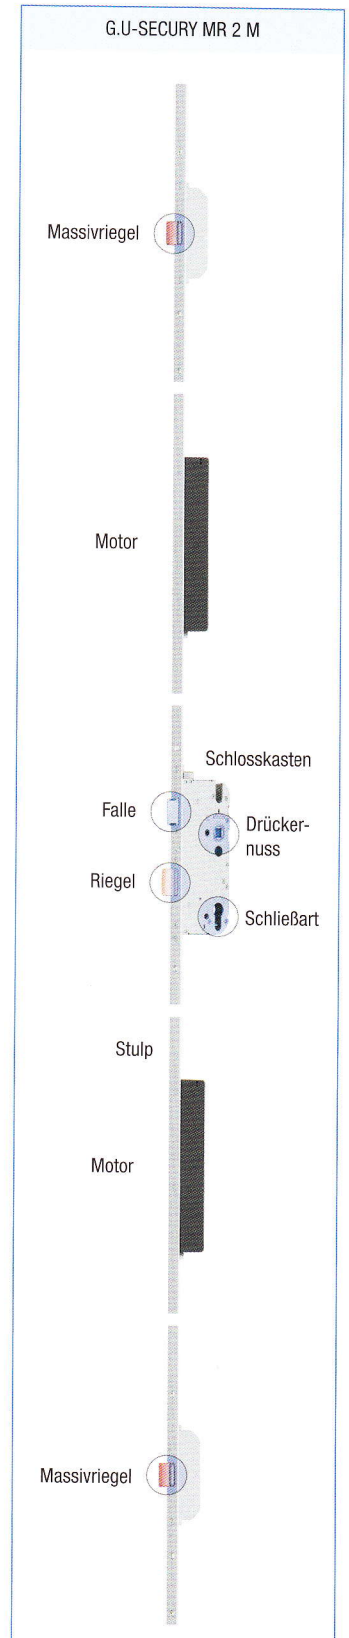 G.U-SECURY MR 2 M
Massivriegel
Motor
Schlosskasten
Falle
Drücker-
nuss
Riegel
Schließart
Stulp
Motor
Massivriegel